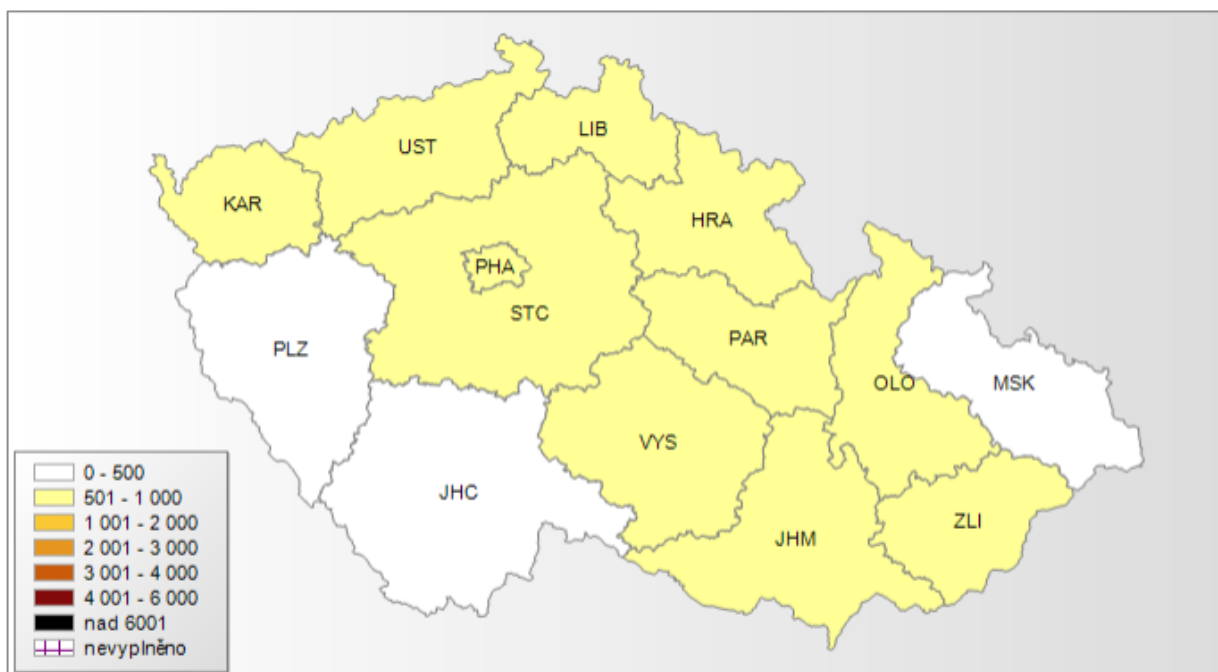 LIB
UST
KAR
HRA
PHA
STC
PAR
PLZ
OLO
MSK
VYS
JHC
ZLI
JHM
0 - 500
501 - 1 000
1 001 - 2 000
2 001 - 3 000
3 001 - 4 000
4 001 - 6 000
nad 6001
nevyplněno